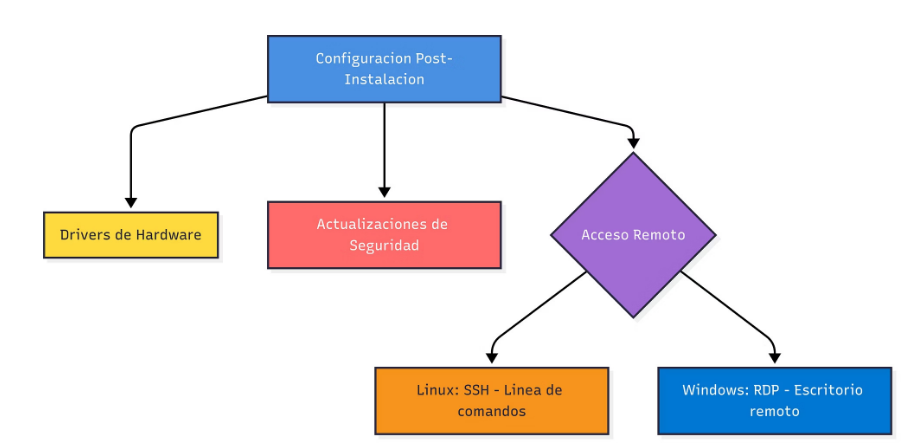 Configuracion Post-
Instalacion
Drivers de Hardware
Actualizaciones de
Seguridad
Acceso Remoto
Linux: SSH - Linea de
comandos
Windows: RDP - Escritorio
remoto